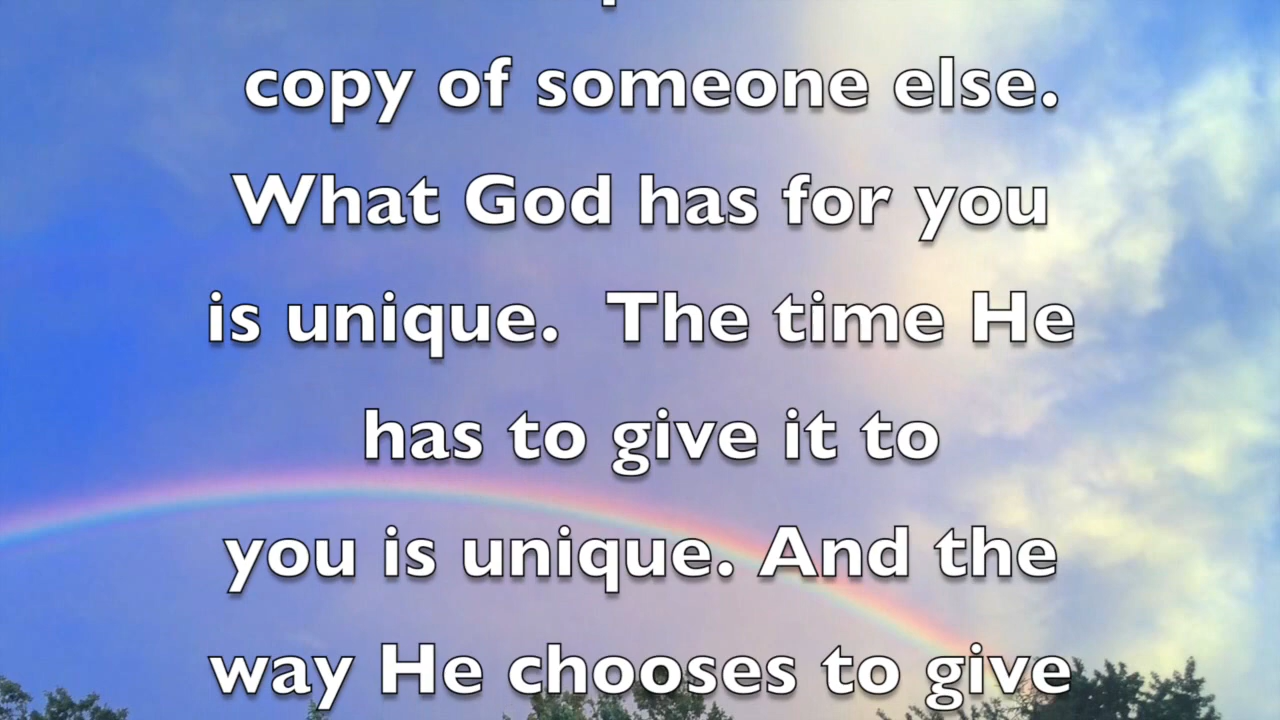 copy of someone else.
What God has for you
is unique.  The time He
has to give it to
you is unique. And the
way He chooses to give